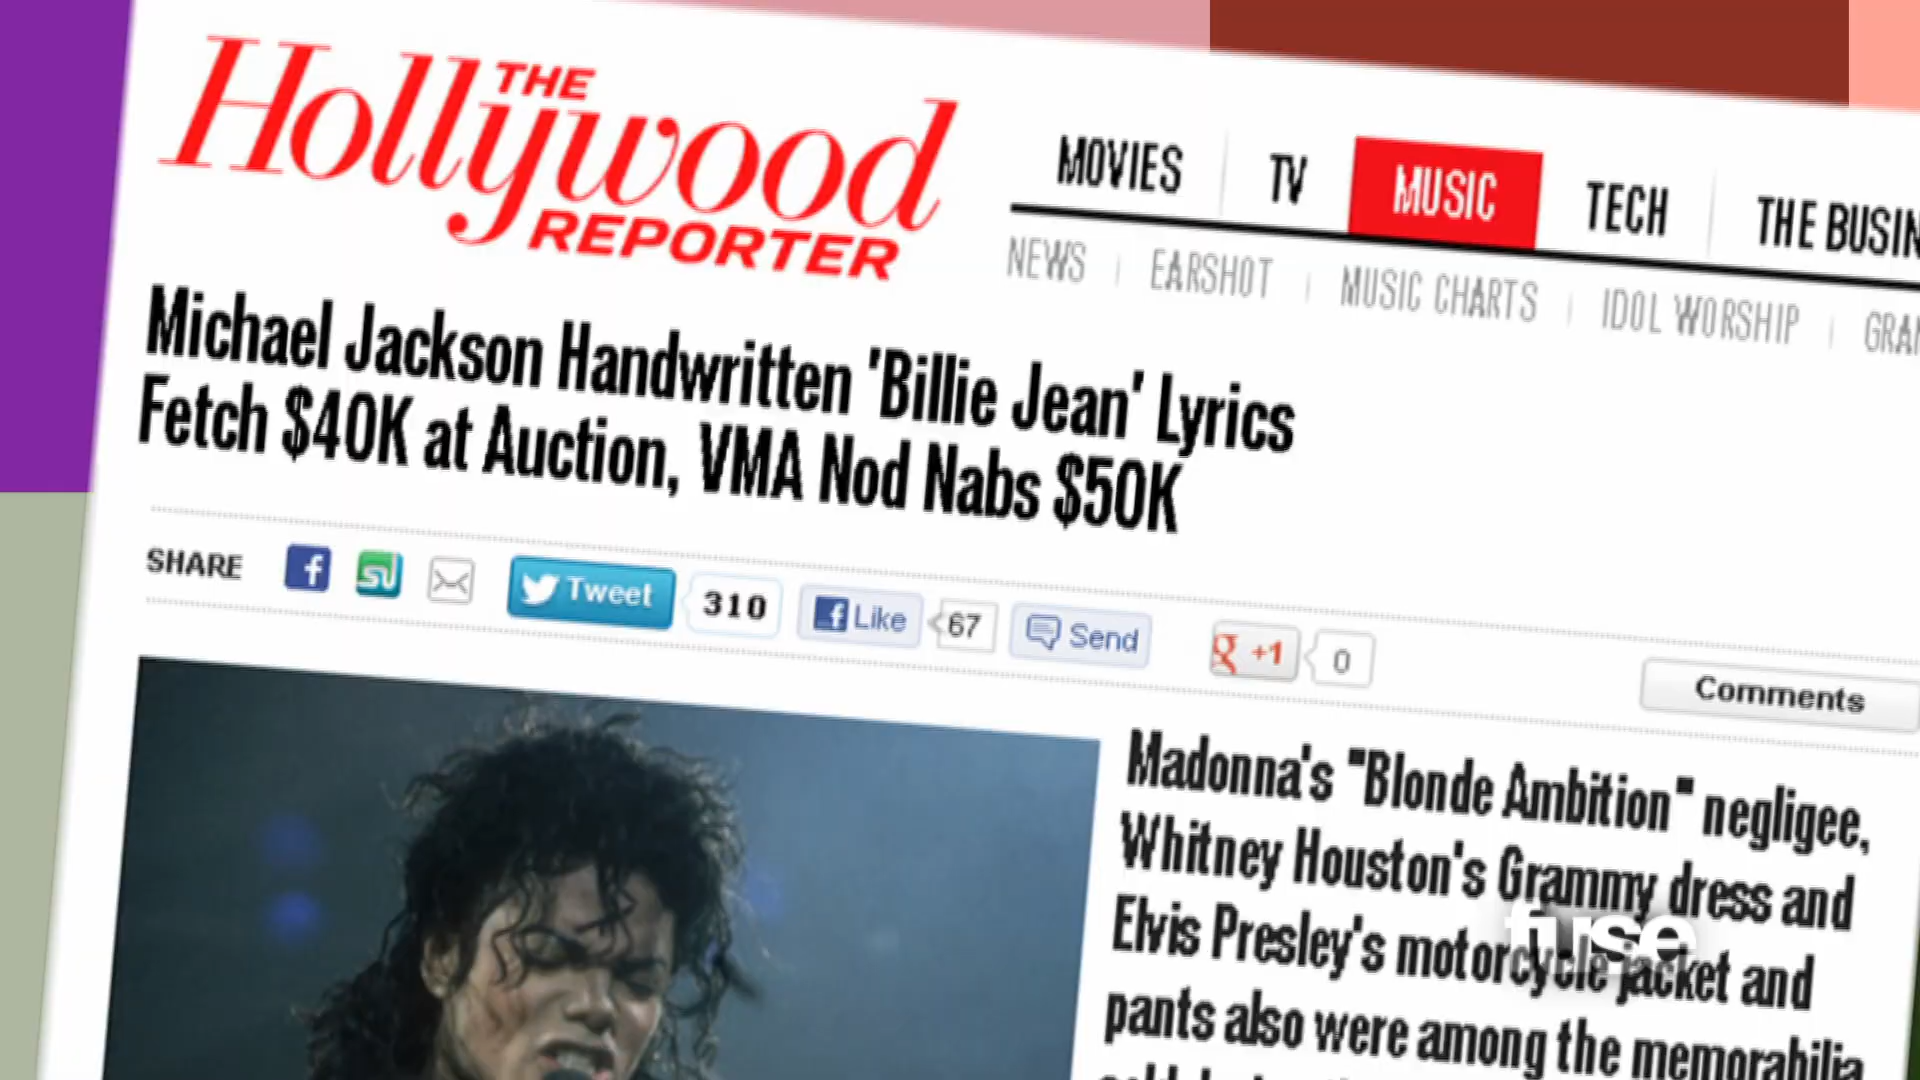 THE
Hollywood
REPORTER
MOVIES TV MUSIC TECH THE
NEWS EARSHOT MUSIC CHARTS IDOL WORSHIP
Michael Jackson Handwritten 'Billie Jean' Lyrics
Fetch $40K at Auction, VMA Nod Nabs $50K
SHARE f Tweet 310 f Like 67 Send g +1 0 Comments
Madonna's "Blonde Ambition" negligee,
Whitney Houston's Grammy dress and
Elvis Presley's motorcycle jacket and
fuse
pants also were among the memorabilia